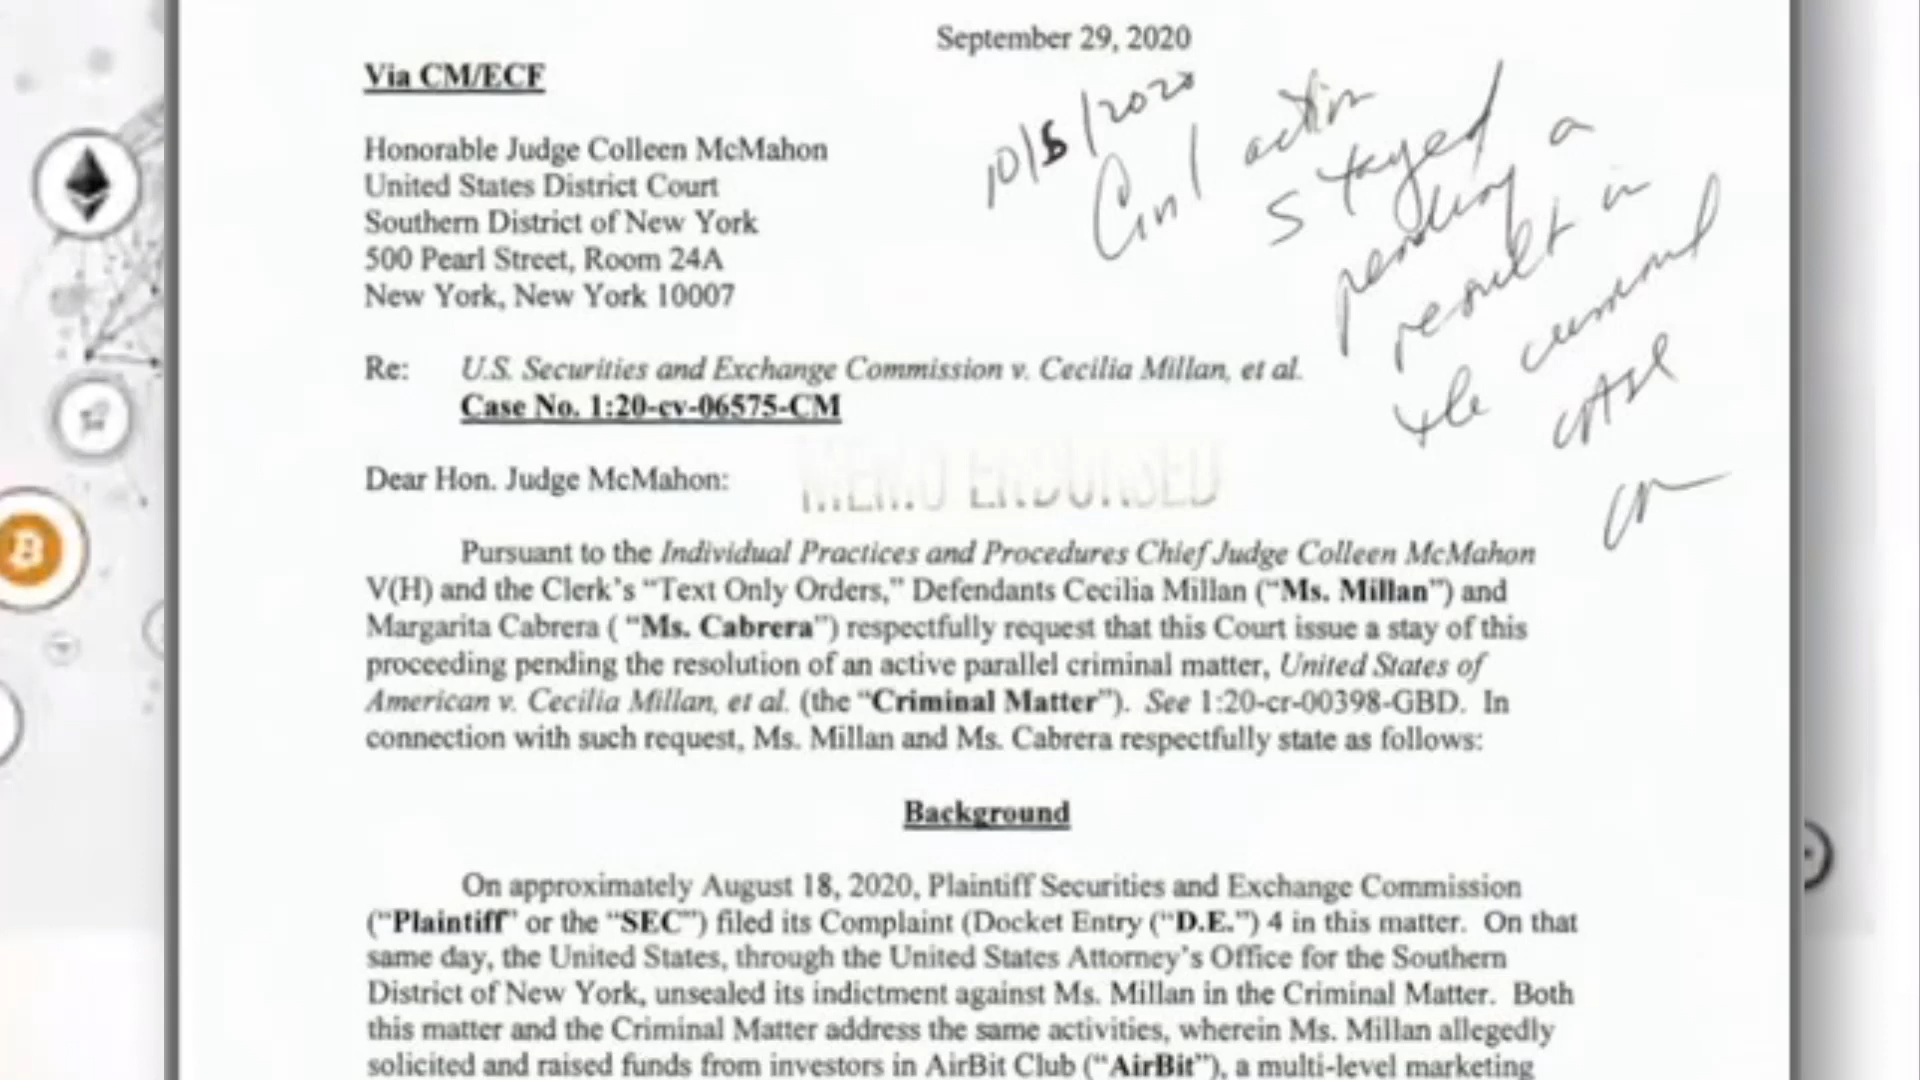 September 29, 2020
Via CM/ECF
10/5/2020
Civil action
stayed
pending a
result in
the criminal
case
CM
Honorable Judge Colleen McMahon
United States District Court
Southern District of New York
500 Pearl Street, Room 24A
New York, New York 10007
Re: U.S. Securities and Exchange Commission v. Cecilia Millan, et al.
Case No. 1:20-cv-06575-CM
Dear Hon. Judge McMahon:
MEMO ENDORSED
Pursuant to the Individual Practices and Procedures Chief Judge Colleen McMahon
V(H) and the Clerk's “Text Only Orders,” Defendants Cecilia Millan (“Ms. Millan”) and
Margarita Cabrera ( “Ms. Cabrera”) respectfully request that this Court issue a stay of this
proceeding pending the resolution of an active parallel criminal matter, United States of
American v. Cecilia Millan, et al. (the “Criminal Matter”). See 1:20-cr-00398-GBD. In
connection with such request, Ms. Millan and Ms. Cabrera respectfully state as follows:
Background
On approximately August 18, 2020, Plaintiff Securities and Exchange Commission
(“Plaintiff” or the “SEC”) filed its Complaint (Docket Entry (“D.E.”) 4 in this matter. On that
same day, the United States, through the United States Attorney's Office for the Southern
District of New York, unsealed its indictment against Ms. Millan in the Criminal Matter. Both
this matter and the Criminal Matter address the same activities, wherein Ms. Millan allegedly
solicited and raised funds from investors in AirBit Club (“AirBit”), a multi-level marketing